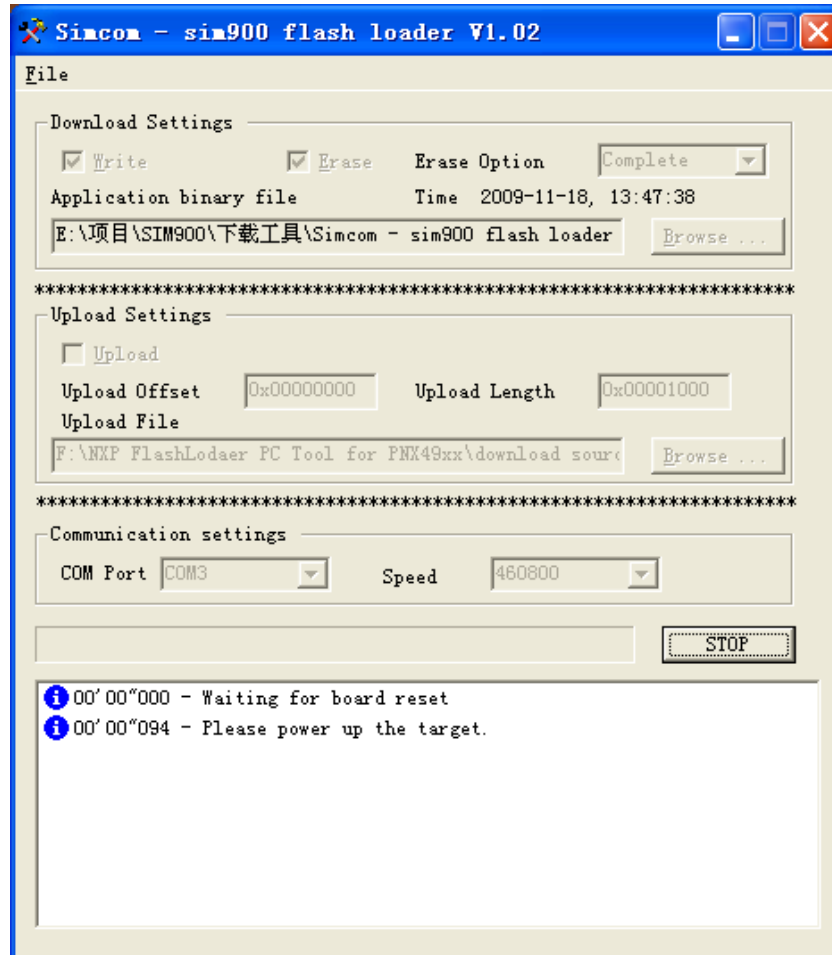 Simcom - sim900 flash loader V1.02
File
Download Settings
Write Erase Erase Option Complete
Application binary file Time 2009-11-18, 13:47:38
E:\项目\SIM900\下载工具\Simcom - sim900 flash loader Browse ...
************************************************************************
Upload Settings
Upload
Upload Offset 0x00000000 Upload Length 0x00001000
Upload File
F:\NXP FlashLodaer PC Tool for PNX49xx\download sourc Browse ...
************************************************************************
Communication settings
COM Port COM3 Speed 460800
STOP
00'00"000 - Waiting for board reset
00'00"094 - Please power up the target.